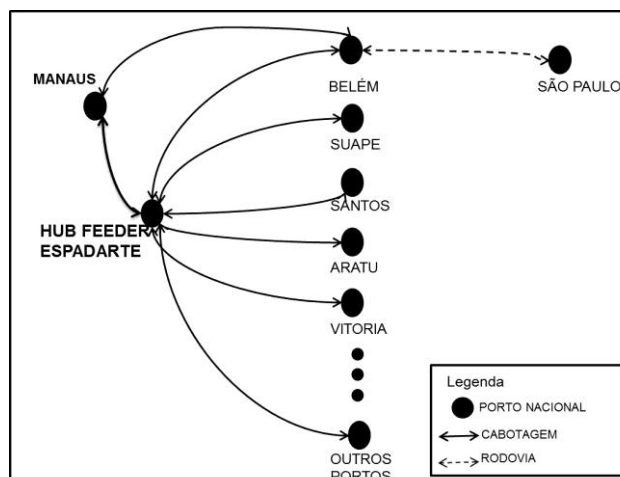 MANAUS
BELÉM
SÃO PAULO
SUAPE
SANTOS
HUB FEEDER
ESPADARTE
ARATU
VITORIA
OUTROS
PORTOS
Legenda
PORTO NACIONAL
CABOTAGEM
RODOVIA